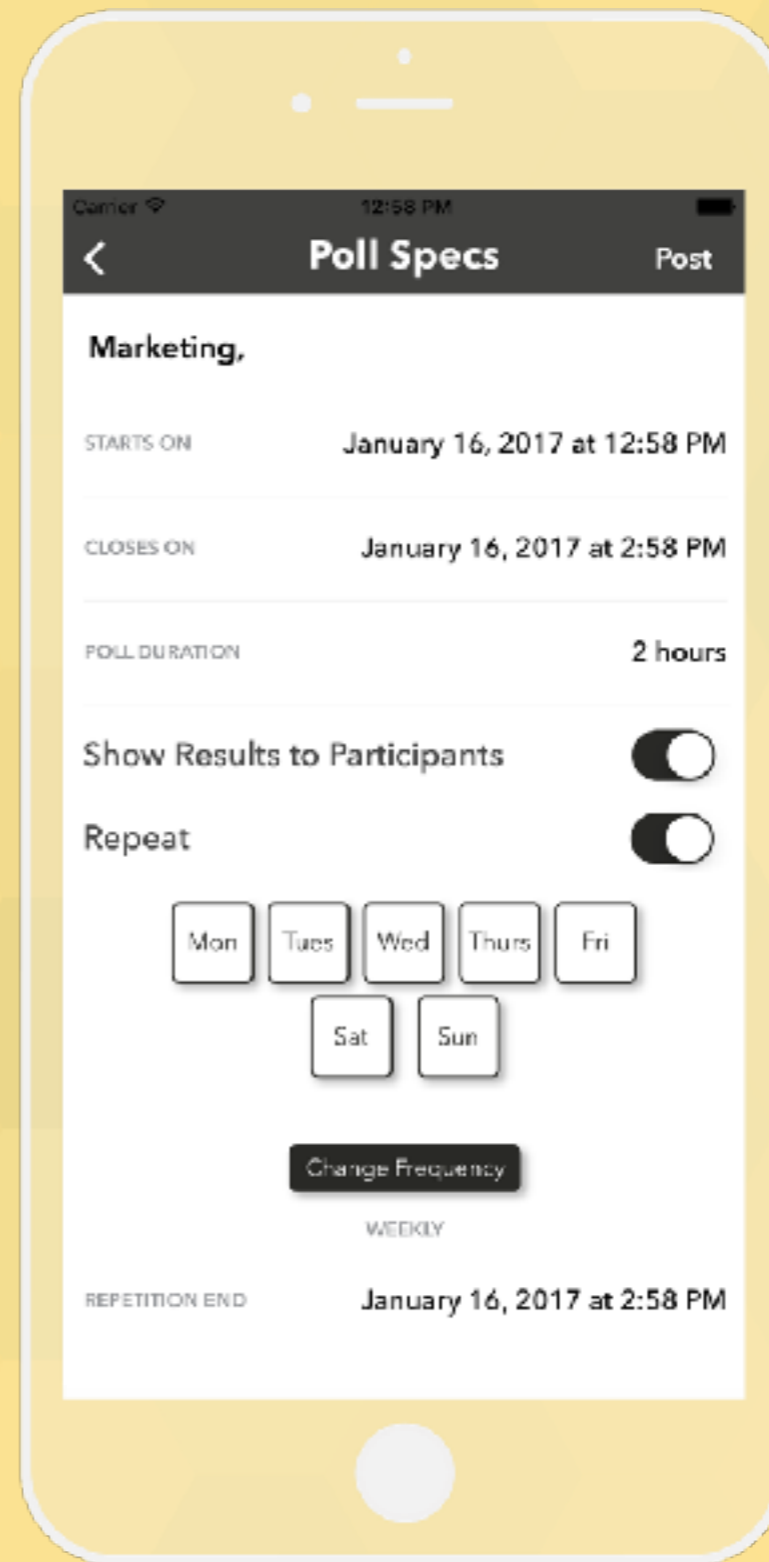 Carrier 12:58 PM
Poll Specs Post
Marketing,
STARTS ON January 16, 2017 at 12:58 PM
CLOSES ON January 16, 2017 at 2:58 PM
POLL DURATION 2 hours
Show Results to Participants
Repeat
Mon Tues Wed Thurs Fri
Sat Sun
Change Frequency
WEEKLY
REPETITION END January 16, 2017 at 2:58 PM